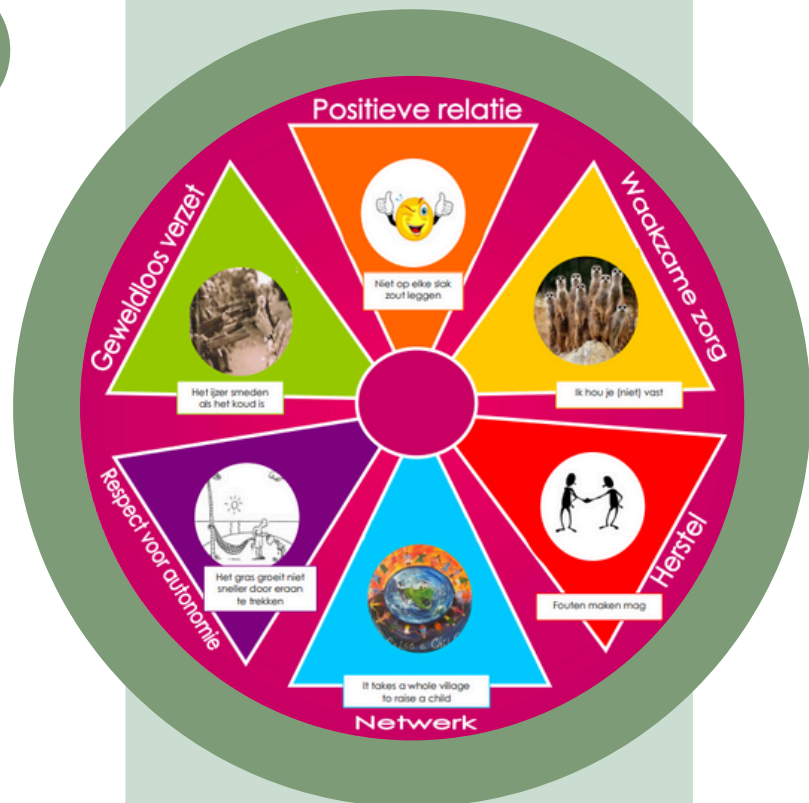 Positieve relatie
Niet op elke slak
zout leggen
Waakzame zorg
Ik hou je (niet) vast
Herstel
Fouten maken mag
Netwerk
It takes a whole village
to raise a child
Respect voor autonomie
Het gras groeit niet
sneller door eraan
te trekken
Geweldloos verzet
Het ijzer smeden
als het koud is